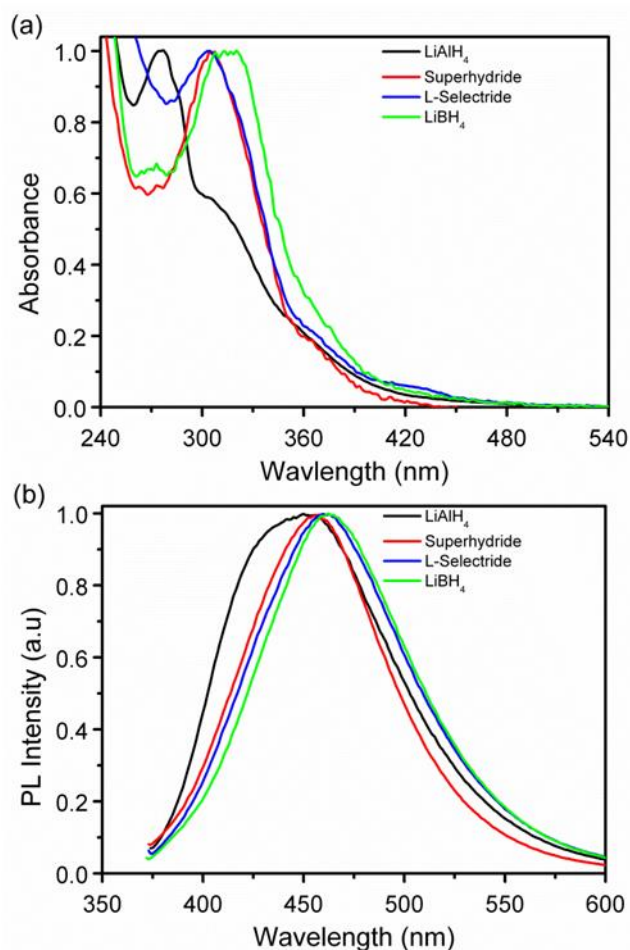 (a)
1.0
0.8
0.6
0.4
0.2
0.0
Absorbance
LiAlH₄
Superhydride
L-Selectride
LiBH₄
240 300 360 420 480 540
Wavlength (nm)
(b)
1.0
0.8
0.6
0.4
0.2
0.0
PL Intensity (a.u)
LiAlH₄
Superhydride
L-Selectride
LiBH₄
350 400 450 500 550 600
Wavelength (nm)